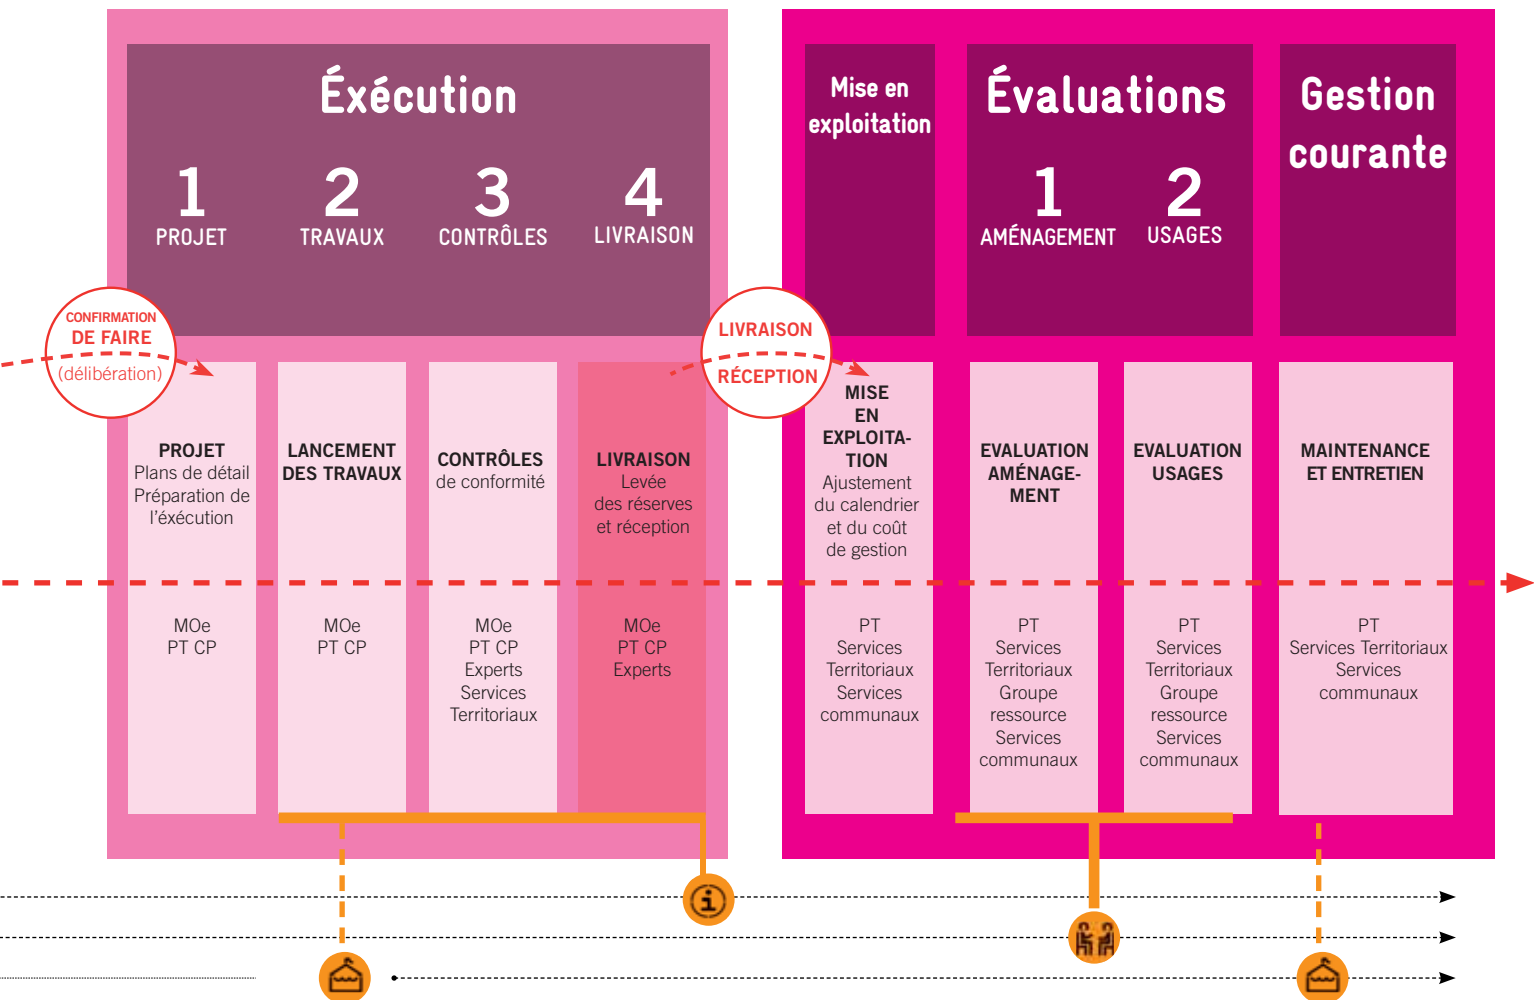 Éxécution
1
PROJET
2
TRAVAUX
3
CONTRÔLES
4
LIVRAISON
Mise en
exploitation
Évaluations
1
AMÉNAGEMENT
2
USAGES
Gestion
courante
CONFIRMATION
DE FAIRE
(délibération)
LIVRAISON
RÉCEPTION
PROJET
Plans de détail
Préparation de
l'éxécution
LANCEMENT
DES TRAVAUX
CONTRÔLES
de conformité
LIVRAISON
Levée
des réserves
et réception
MISE
EN
EXPLOITA-
TION
Ajustement
du calendrier
et du coût
de gestion
EVALUATION
AMÉNAGE-
MENT
EVALUATION
USAGES
MAINTENANCE
ET ENTRETIEN
MOe
PT CP
MOe
PT CP
MOe
PT CP
Experts
Services
Territoriaux
MOe
PT CP
Experts
PT
Services
Territoriaux
Services
communaux
PT
Services
Territoriaux
Groupe
ressource
Services
communaux
PT
Services
Territoriaux
Groupe
ressource
Services
communaux
PT
Services Territoriaux
Services
communaux
i